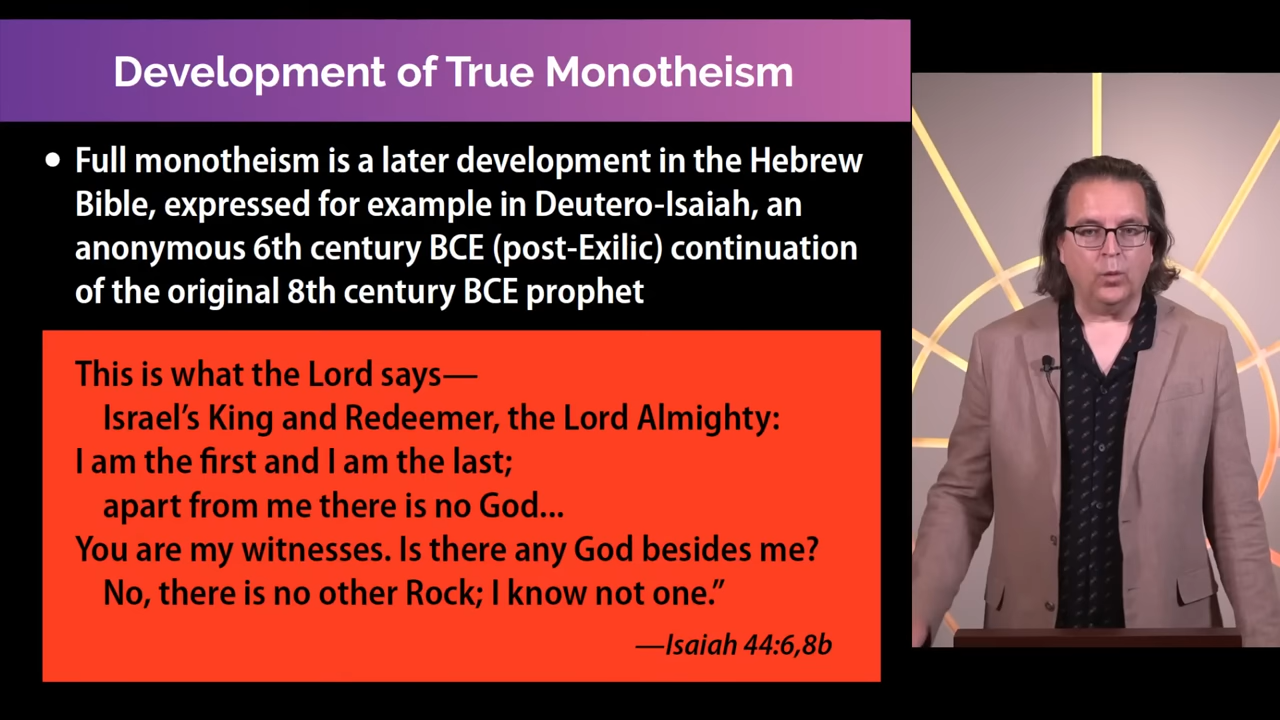 Development of True Monotheism
• Full monotheism is a later development in the Hebrew
Bible, expressed for example in Deutero-Isaiah, an
anonymous 6th century BCE (post-Exilic) continuation
of the original 8th century BCE prophet
This is what the Lord says—
Israel’s King and Redeemer, the Lord Almighty:
I am the first and I am the last;
apart from me there is no God...
You are my witnesses. Is there any God besides me?
No, there is no other Rock; I know not one.”
—Isaiah 44:6,8b